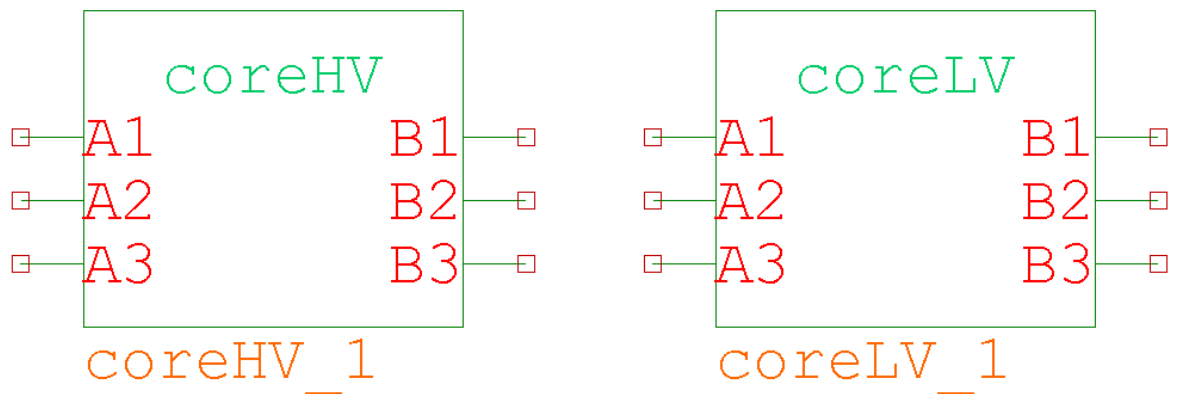 coreHV
A1 B1
A2 B2
A3 B3
coreHV_1
coreLV
A1 B1
A2 B2
A3 B3
coreLV_1